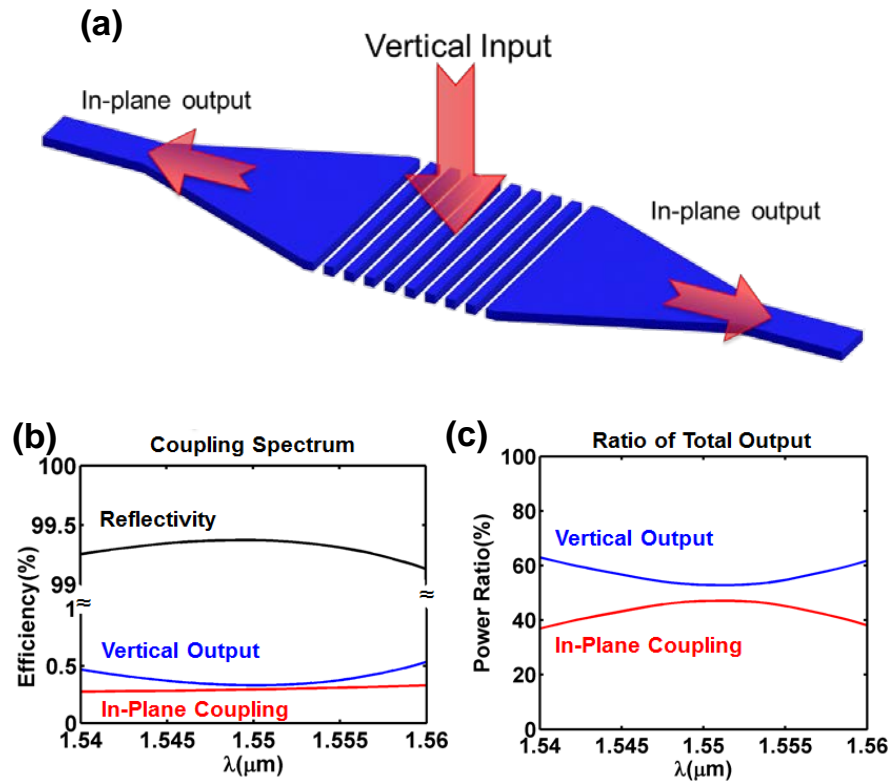 (a)
Vertical Input
In-plane output
In-plane output
(b)
Coupling Spectrum
100
99.5
99
1
0.5
0
Efficiency(%)
Reflectivity
≈
≈
Vertical Output
In-Plane Coupling
1.54
1.545
1.55
1.555
1.56
λ(μm)
(c)
Ratio of Total Output
100
80
60
40
20
0
Power Ratio(%)
Vertical Output
In-Plane Coupling
1.54
1.545
1.55
1.555
1.56
λ(μm)